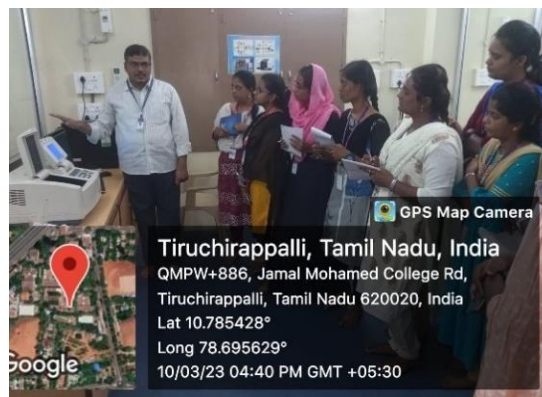 GPS Map Camera
Tiruchirappalli, Tamil Nadu, India
QMPW+886, Jamal Mohamed College Rd,
Tiruchirappalli, Tamil Nadu 620020, India
Lat 10.785428°
Long 78.695629°
10/03/23 04:40 PM GMT +05:30
Google